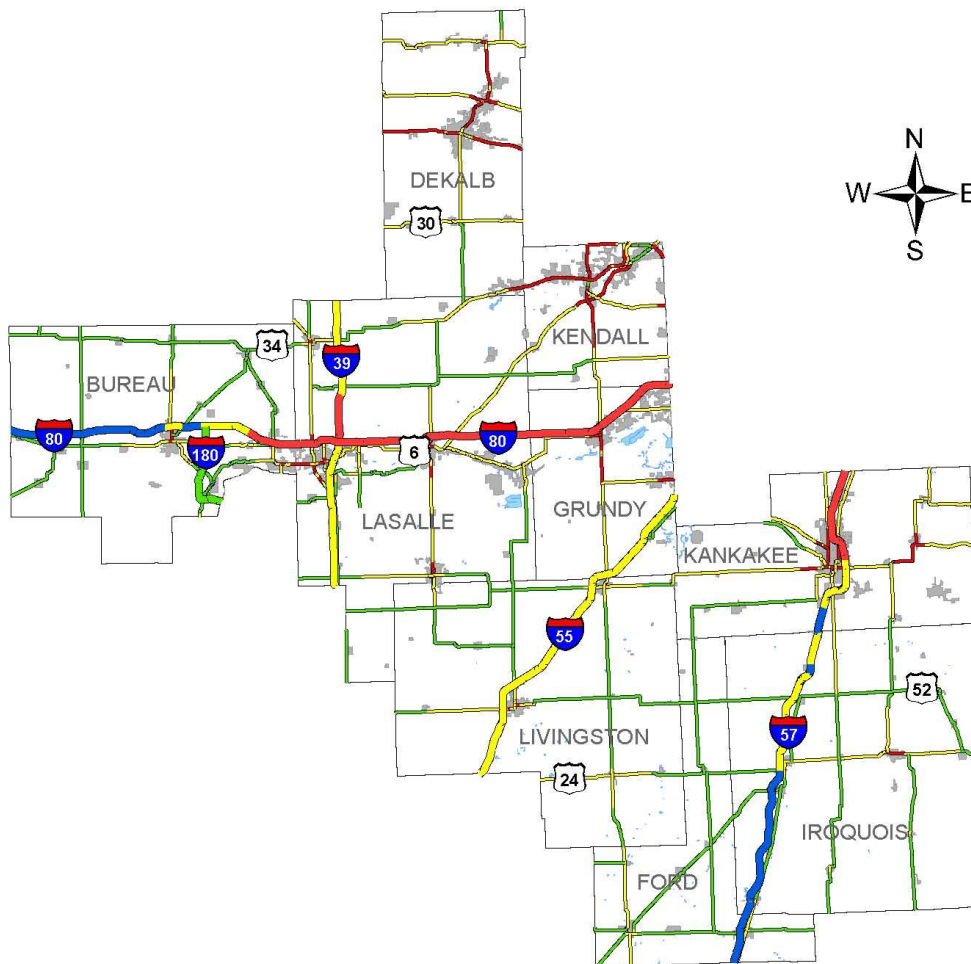 N
W
E
S
DEKALB
30
KENDALL
34
39
BUREAU
80
180
6
80
LASALLE
GRUNDY
KANKAKEE
55
52
LIVINGSTON
57
24
IROQUOIS
FORD